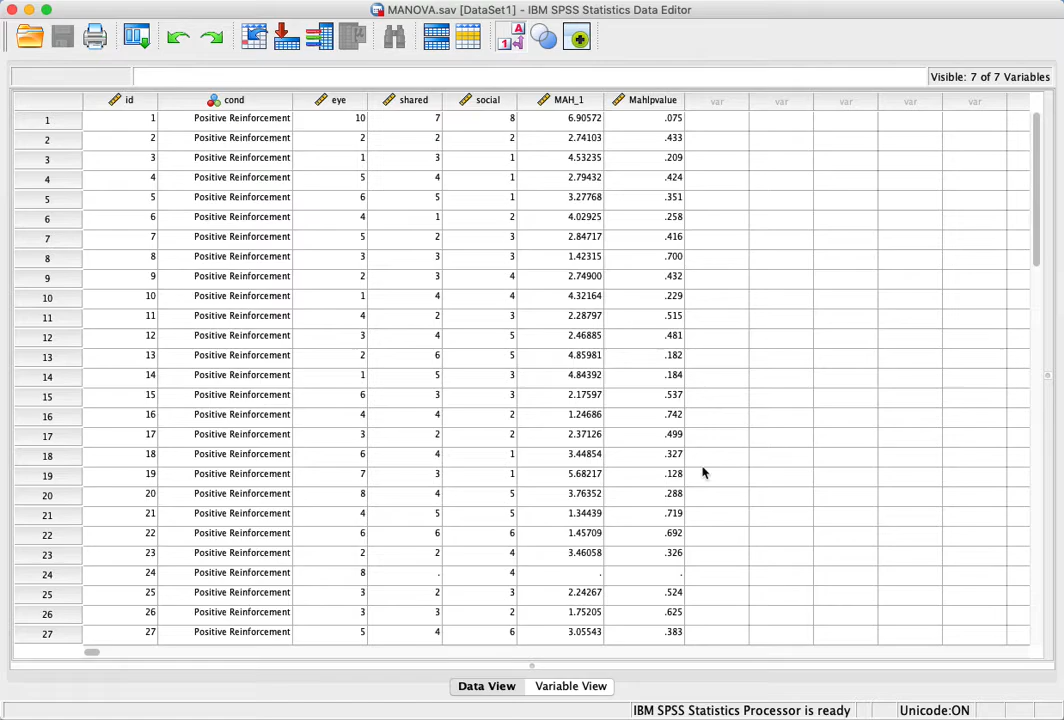 MANOVA.sav [DataSet1] - IBM SPSS Statistics Data Editor
Visible: 7 of 7 Variables
id cond eye shared social MAH_1 Mahlpvalue var var var var var
1 1 Positive Reinforcement 10 7 8 6.90572 .075
2 2 Positive Reinforcement 2 2 2 2.74103 .433
3 3 Positive Reinforcement 1 3 1 4.53235 .209
4 4 Positive Reinforcement 5 4 1 2.79432 .424
5 5 Positive Reinforcement 6 5 1 3.27768 .351
6 6 Positive Reinforcement 4 1 2 4.02925 .258
7 7 Positive Reinforcement 5 2 3 2.84717 .416
8 8 Positive Reinforcement 3 3 3 1.42315 .700
9 9 Positive Reinforcement 2 3 4 2.74900 .432
10 10 Positive Reinforcement 1 4 4 4.32164 .229
11 11 Positive Reinforcement 4 2 3 2.28797 .515
12 12 Positive Reinforcement 3 4 5 2.46885 .481
13 13 Positive Reinforcement 2 6 5 4.85981 .182
14 14 Positive Reinforcement 1 5 3 4.84392 .184
15 15 Positive Reinforcement 6 3 3 2.17597 .537
16 16 Positive Reinforcement 4 4 2 1.24686 .742
17 17 Positive Reinforcement 3 2 2 2.37126 .499
18 18 Positive Reinforcement 6 4 1 3.44854 .327
19 19 Positive Reinforcement 7 3 1 5.68217 .128
20 20 Positive Reinforcement 8 4 5 3.76352 .288
21 21 Positive Reinforcement 4 5 5 1.34439 .719
22 22 Positive Reinforcement 6 6 6 1.45709 .692
23 23 Positive Reinforcement 2 2 4 3.46058 .326
24 24 Positive Reinforcement 8 . 4 . .
25 25 Positive Reinforcement 3 2 3 2.24267 .524
26 26 Positive Reinforcement 3 3 2 1.75205 .625
27 27 Positive Reinforcement 5 4 6 3.05543 .383
Data View Variable View
IBM SPSS Statistics Processor is ready Unicode:ON